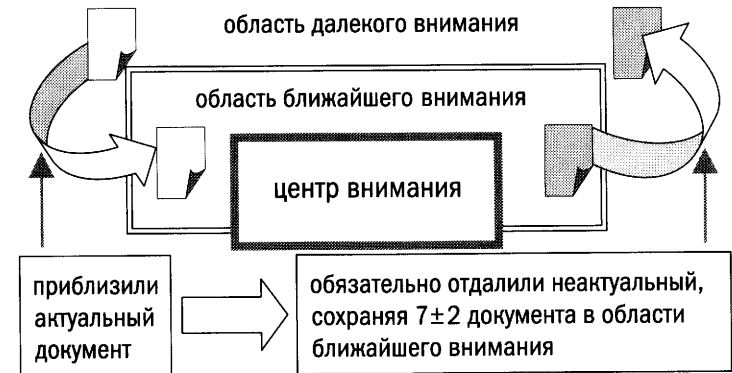 область далекого внимания
область ближайшего внимания
центр внимания
приблизили
актуальный
документ
обязательно отдалили неактуальный,
сохраняя 7±2 документа в области
ближайшего внимания